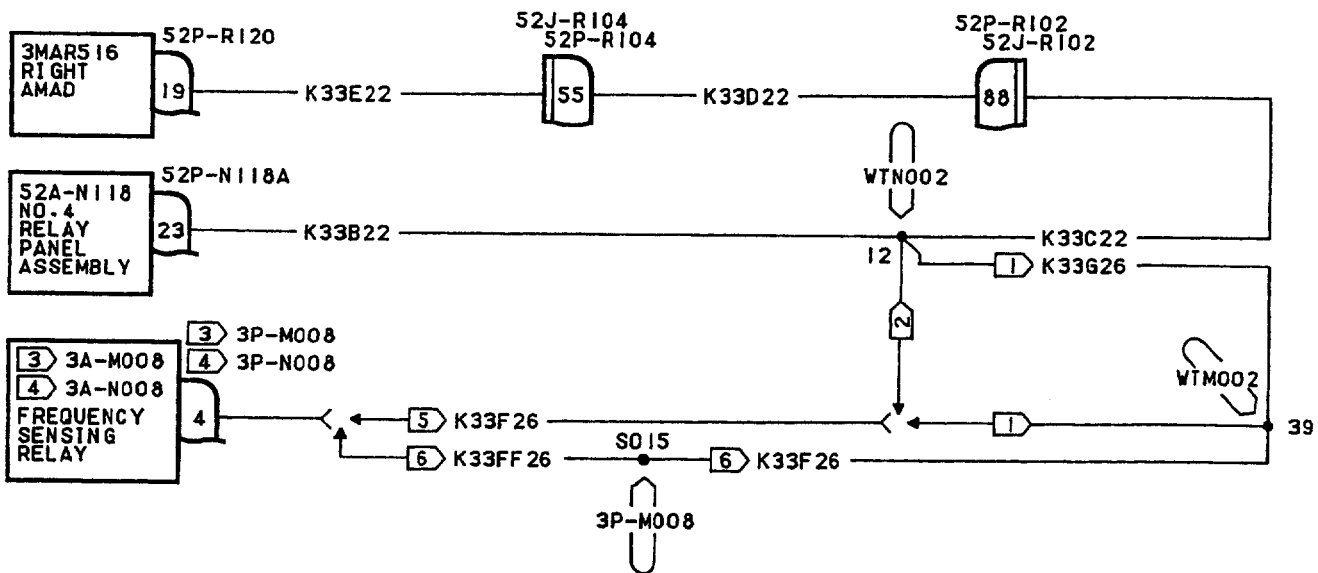 52P-R120
3MAR516
RIGHT
AMAD
19
K33E22
52J-R104
52P-R104
55
K33D22
52P-R102
52J-R102
88
52P-N118A
52A-N118
NO.4
RELAY
PANEL
ASSEMBLY
23
K33B22
WTN002
K33C22
12
1 K33G26
2
3 3P-M008
4 3P-N008
3 3A-M008
4 3A-N008
FREQUENCY
SENSING
RELAY
4
5 K33F26
1
WTM002
39
6 K33FF26
S015
6 K33F26
3P-M008